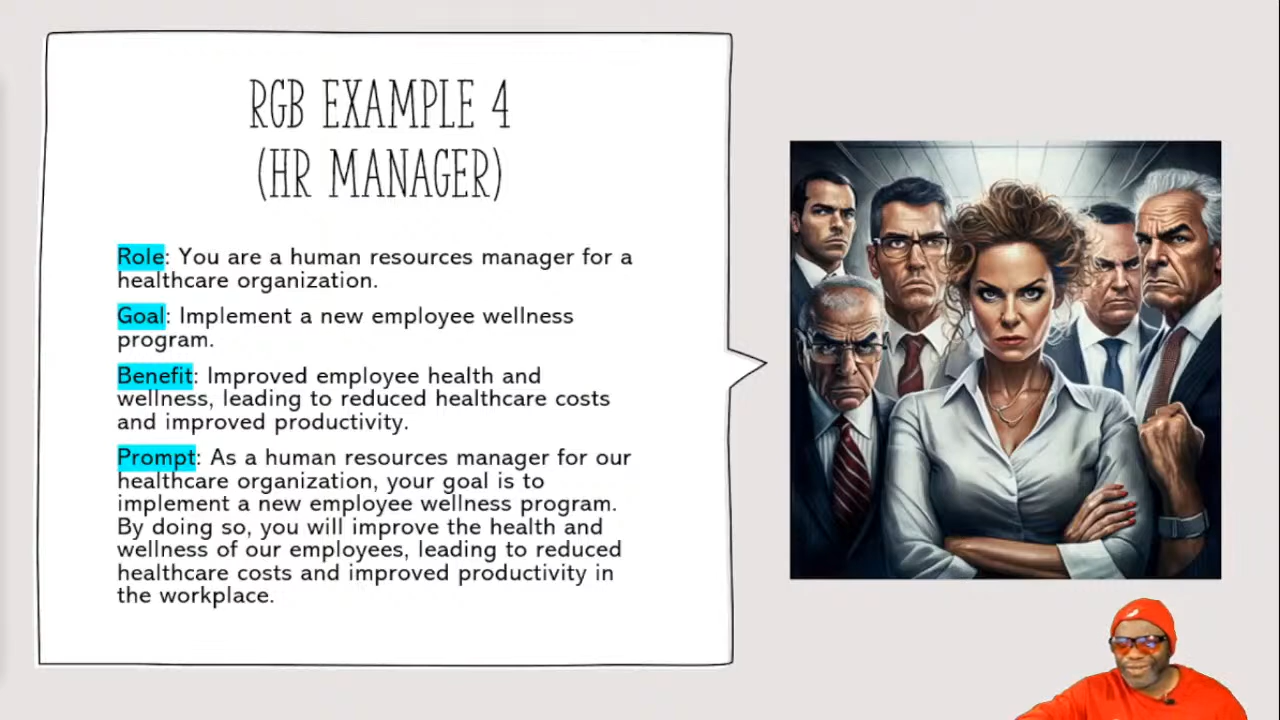 RGB EXAMPLE 4
(HR MANAGER)
Role: You are a human resources manager for a
healthcare organization.
Goal: Implement a new employee wellness
program.
Benefit: Improved employee health and
wellness, leading to reduced healthcare costs
and improved productivity.
Prompt: As a human resources manager for our
healthcare organization, your goal is to
implement a new employee wellness program.
By doing so, you will improve the health and
wellness of our employees, leading to reduced
healthcare costs and improved productivity in
the workplace.